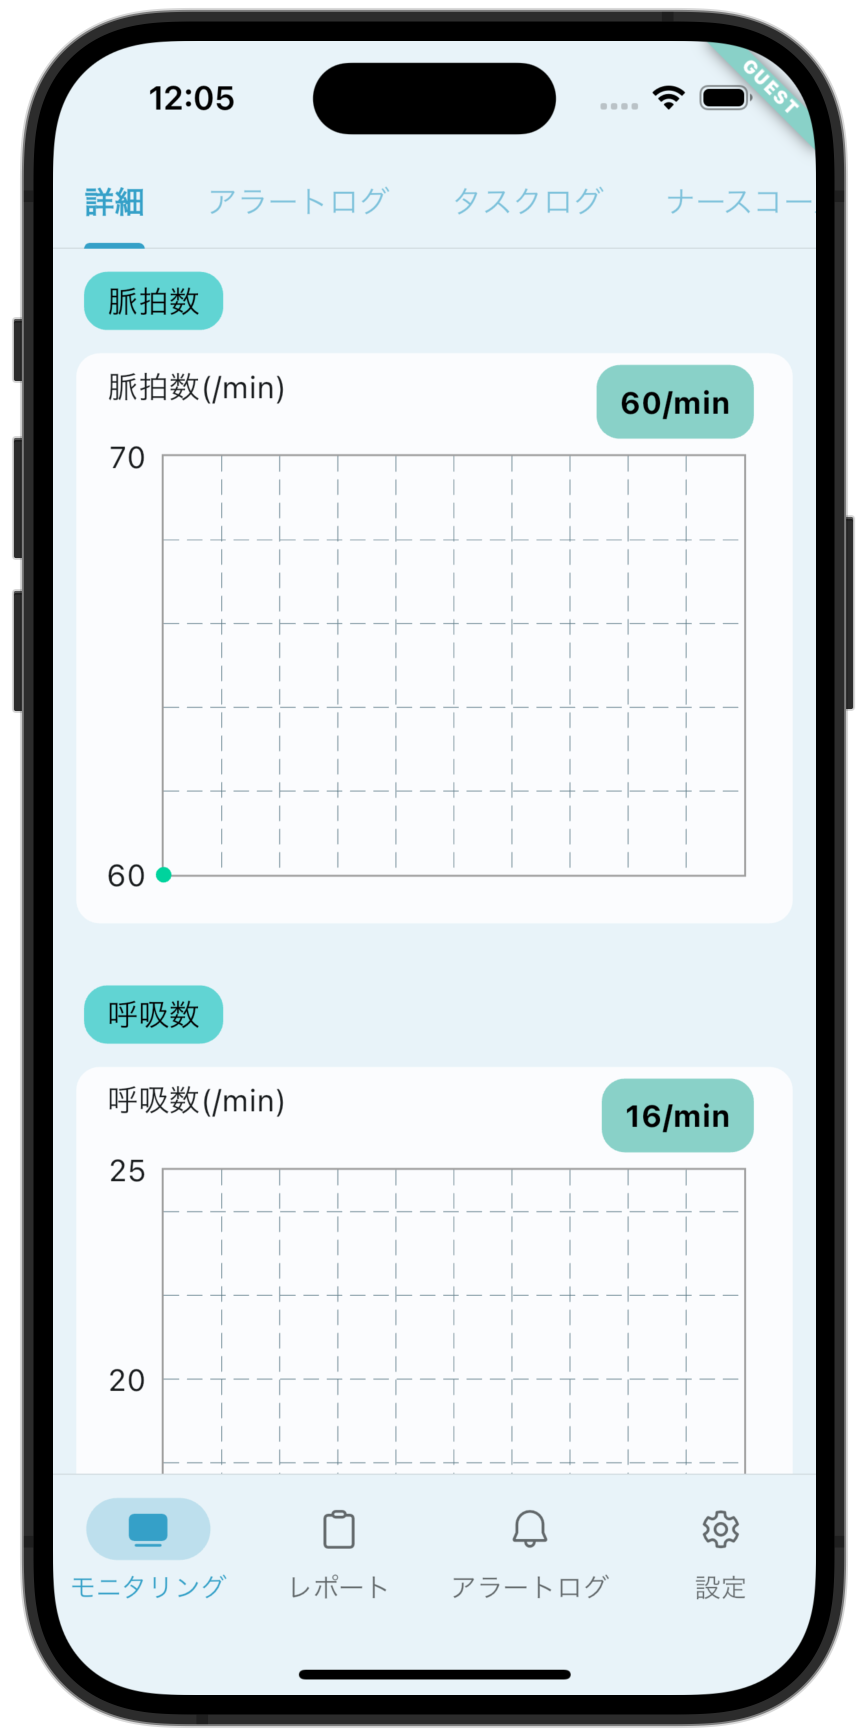 12:05
GUEST
詳細 アラートログ タスクログ ナースコー
脈拍数
脈拍数(/min)
60/min
70
60
呼吸数
呼吸数(/min)
16/min
25
20
モニタリング レポート アラートログ 設定